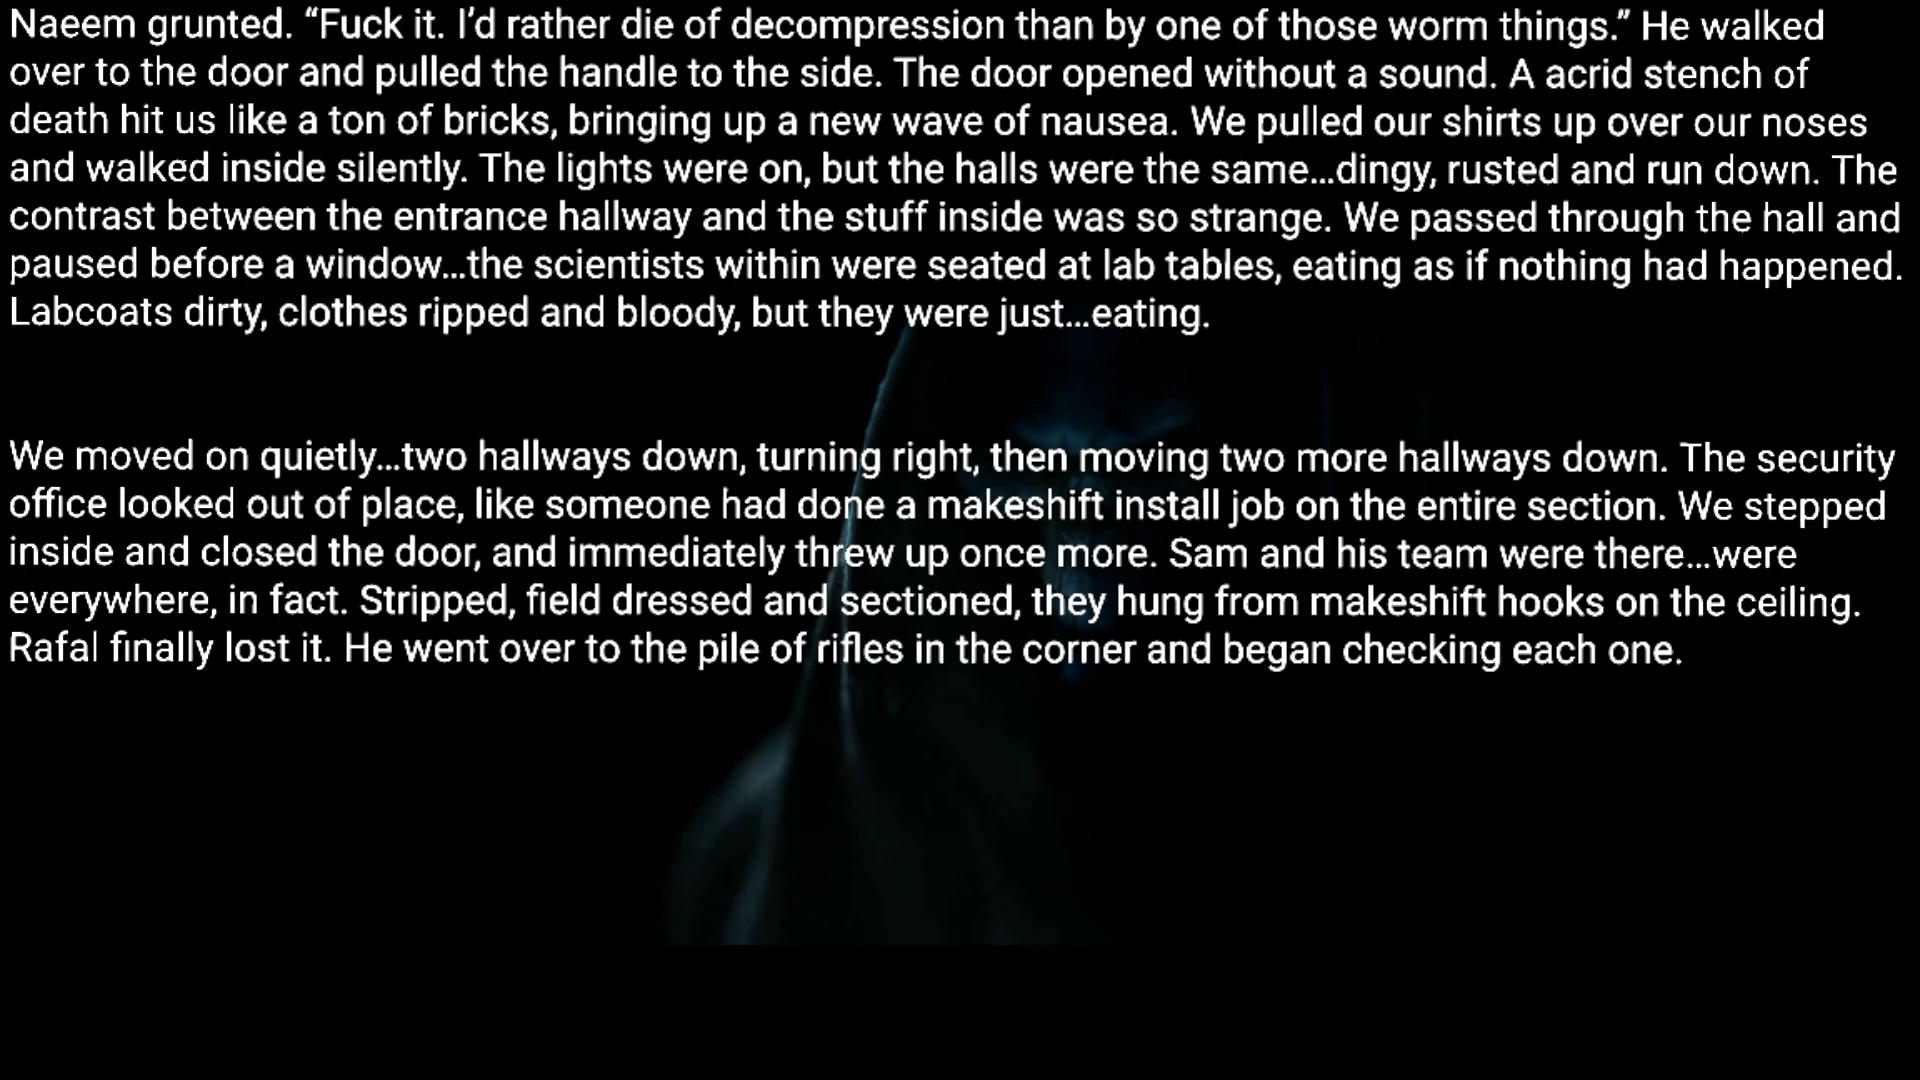 Naeem grunted. “Fuck it. I’d rather die of decompression than by one of those worm things.” He walked
over to the door and pulled the handle to the side. The door opened without a sound. A acrid stench of
death hit us like a ton of bricks, bringing up a new wave of nausea. We pulled our shirts up over our noses
and walked inside silently. The lights were on, but the halls were the same…dingy, rusted and run down. The
contrast between the entrance hallway and the stuff inside was so strange. We passed through the hall and
paused before a window…the scientists within were seated at lab tables, eating as if nothing had happened.
Labcoats dirty, clothes ripped and bloody, but they were just…eating.
We moved on quietly…two hallways down, turning right, then moving two more hallways down. The security
office looked out of place, like someone had done a makeshift install job on the entire section. We stepped
inside and closed the door, and immediately threw up once more. Sam and his team were there…were
everywhere, in fact. Stripped, field dressed and sectioned, they hung from makeshift hooks on the ceiling.
Rafal finally lost it. He went over to the pile of rifles in the corner and began checking each one.